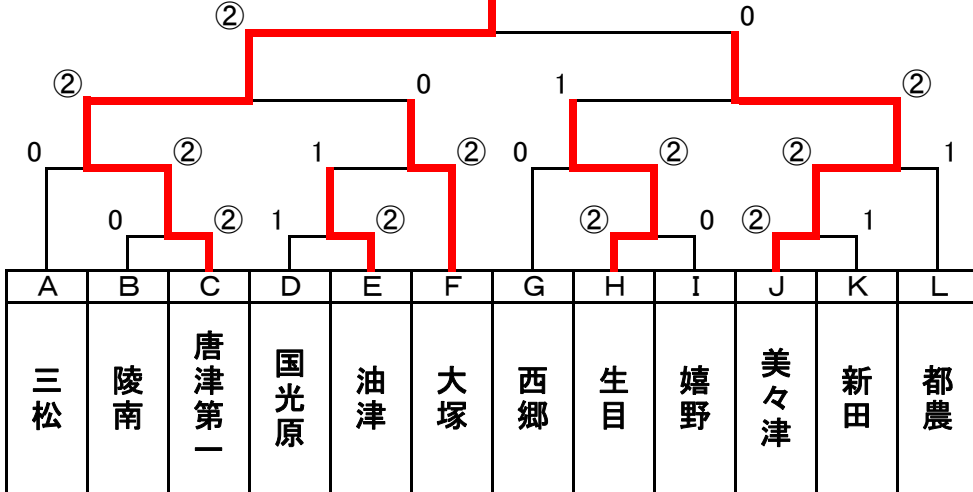 ② 0
② 0 1 ②
0 ② 1 ② 0 ② ② 1
0 ② 1 ② ② 0 ② 1
A B C D E F G H I J K L
三松 陵南 唐津第一 国光原 油津 大塚 西郷 生目 嬉野 美々津 新田 都農